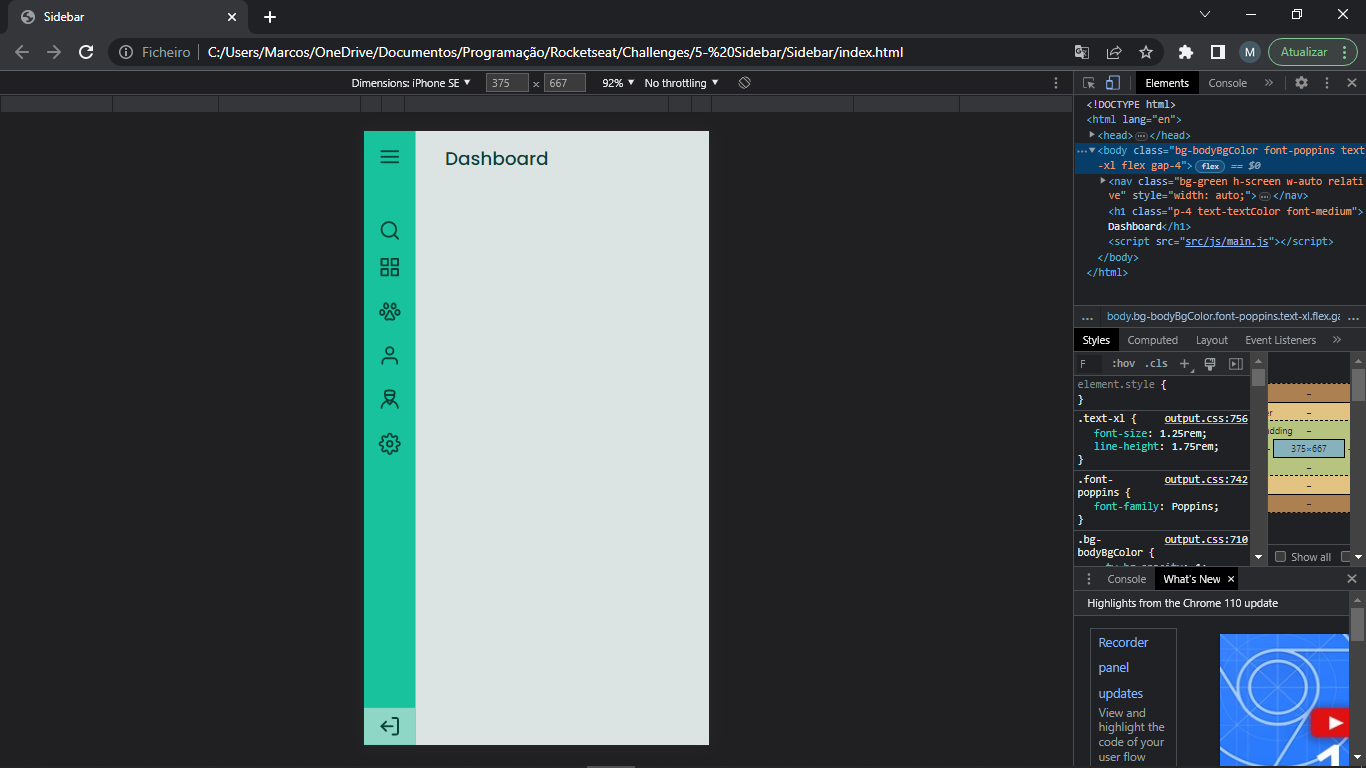 Sidebar
Ficheiro
C:/Users/Marcos/OneDrive/Documentos/Programação/Rocketseat/Challenges/5-%20Sidebar/Sidebar/index.html
M
Atualizar
Dimensions: iPhone SE
375 × 667
92%
No throttling
Elements
Console
Dashboard
<!DOCTYPE html>
<html lang="en">
<head>…</head>
<body class="bg-bodyBgColor font-poppins text
-xl flex gap-4"> flex == $0
<nav class="bg-green h-screen w-auto relati
ve" style="width: auto;">…</nav>
<h1 class="p-4 text-textColor font-medium">
Dashboard</h1>
<script src="src/js/main.js"></script>
</body>
</html>
…
body.bg-bodyBgColor.font-poppins.text-xl.flex.ga
…
Styles
Computed
Layout
Event Listeners
F
:hov
.cls
element.style {
}
.text-xl {
output.css:756
font-size: 1.25rem;
line-height: 1.75rem;
}
.font-
poppins {
output.css:742
font-family: Poppins;
}
.bg-
bodyBgColor {
output.css:710
–
er –
adding –
375×667
–
–
–
Show all
Console
What's New
Highlights from the Chrome 110 update
Recorder
panel
updates
View and
highlight the
code of your
user flow